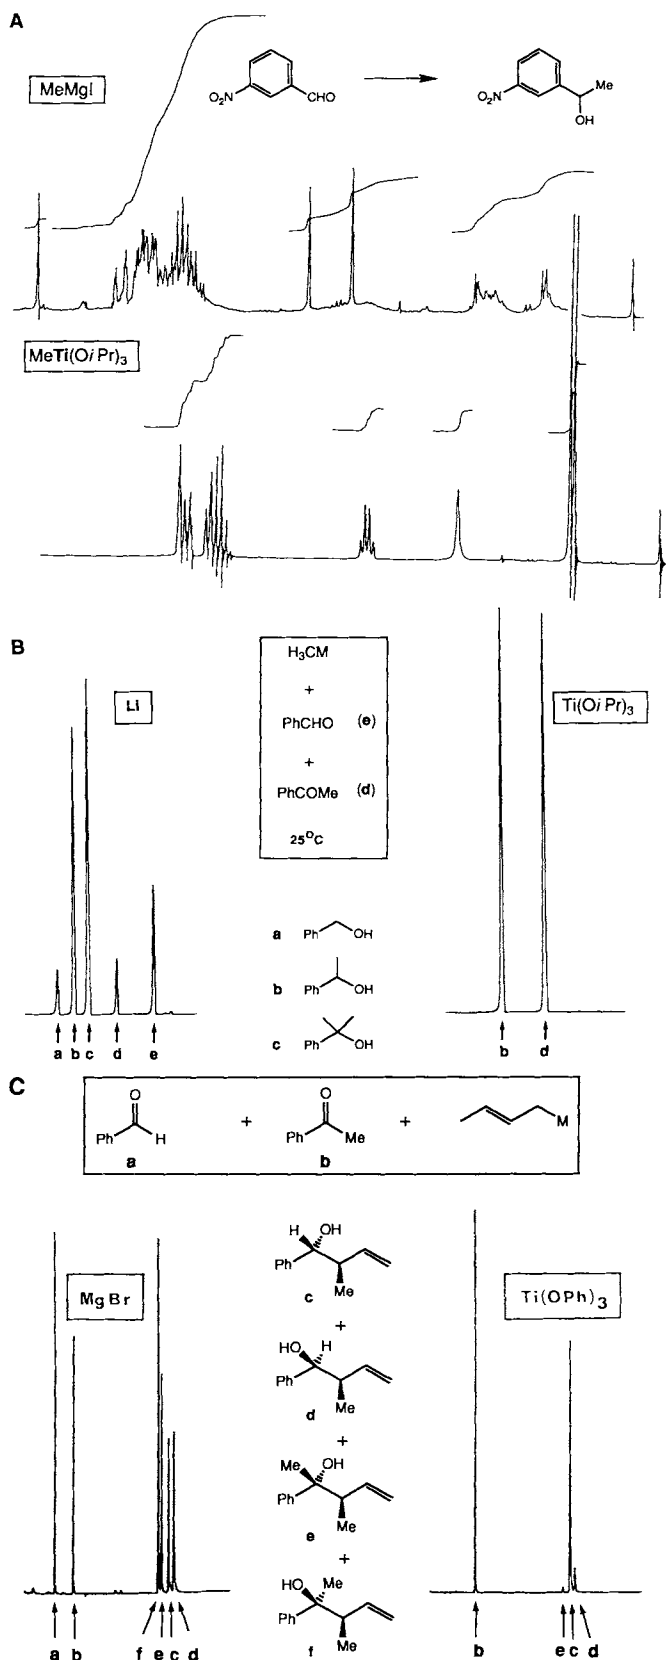 A
MeMgI
O2N
CHO
O2N
Me
OH
MeTi(OiPr)3
B
Li
H3CM
+
PhCHO (e)
+
PhCOMe (d)
25°C
Ti(OiPr)3
a Ph OH
b Ph OH
c Ph OH
a b c d e
b d
C
O
Ph H
a
+
O
Ph Me
b
+
M
MgBr
Ti(OPh)3
H OH
Ph
Me
c
+
HO H
Ph
Me
d
+
Me OH
Ph
Me
e
+
HO Me
Ph
Me
f
a b f e c d
b e c d